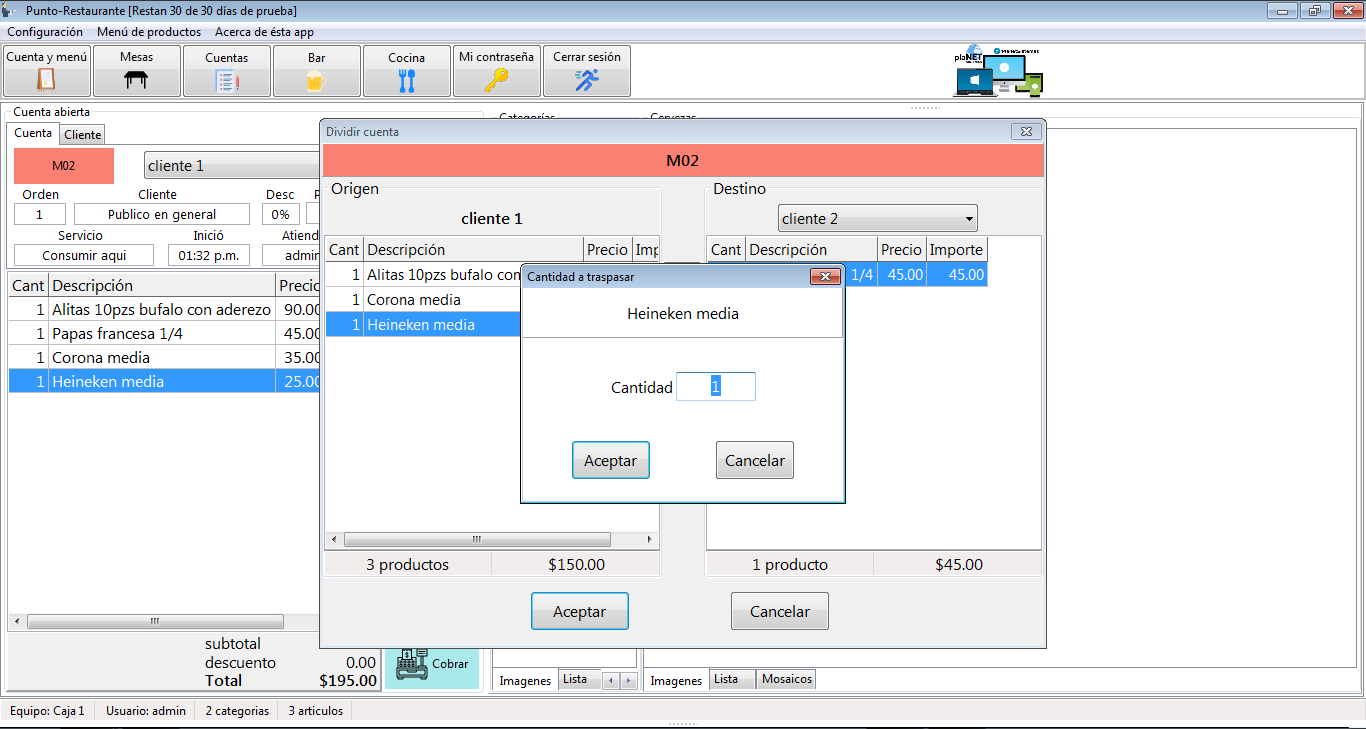 Punto-Restaurante [Restan 30 de 30 días de prueba]
Configuración Menú de productos Acerca de ésta app
Cuenta y menú Mesas Cuentas Bar Cocina Mi contraseña Cerrar sesión
plaNET
Cuenta abierta
Cuenta Cliente
M02 cliente 1
Orden Cliente Desc P
1 Publico en general 0%
Servicio Inició Atiend
Consumir aqui 01:32 p.m. admin
Cant Descripción Precio
1 Alitas 10pzs bufalo con aderezo 90.00
1 Papas francesa 1/4 45.00
1 Corona media 35.00
1 Heineken media 25.00
subtotal
descuento 0.00
Total $195.00
Cobrar
Categorías
Cervezas
Imagenes Lista
Imagenes Lista Mosaicos
Dividir cuenta
M02
Origen
cliente 1
Cant Descripción Precio Imp
1 Alitas 10pzs bufalo con
1 Corona media
1 Heineken media
3 productos $150.00
Destino
cliente 2
Cant Descripción Precio Importe
1/4 45.00 45.00
1 producto $45.00
Aceptar Cancelar
Cantidad a traspasar
Heineken media
Cantidad 1
Aceptar Cancelar
Equipo: Caja 1 Usuario: admin 2 categorias 3 articulos